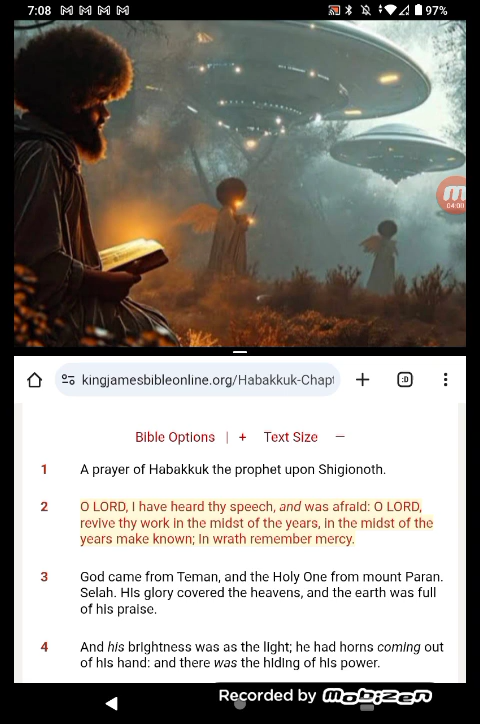 7:08
97%
04:00
kingjamesbibleonline.org/Habakkuk-Chapt
:D
Bible Options | + Text Size —
1 A prayer of Habakkuk the prophet upon Shigionoth.
2 O LORD, I have heard thy speech, and was afraid: O LORD,
revive thy work in the midst of the years, in the midst of the
years make known; in wrath remember mercy.
3 God came from Teman, and the Holy One from mount Paran.
Selah. His glory covered the heavens, and the earth was full
of his praise.
4 And his brightness was as the light; he had horns coming out
of his hand: and there was the hiding of his power.
Recorded by Mobizen